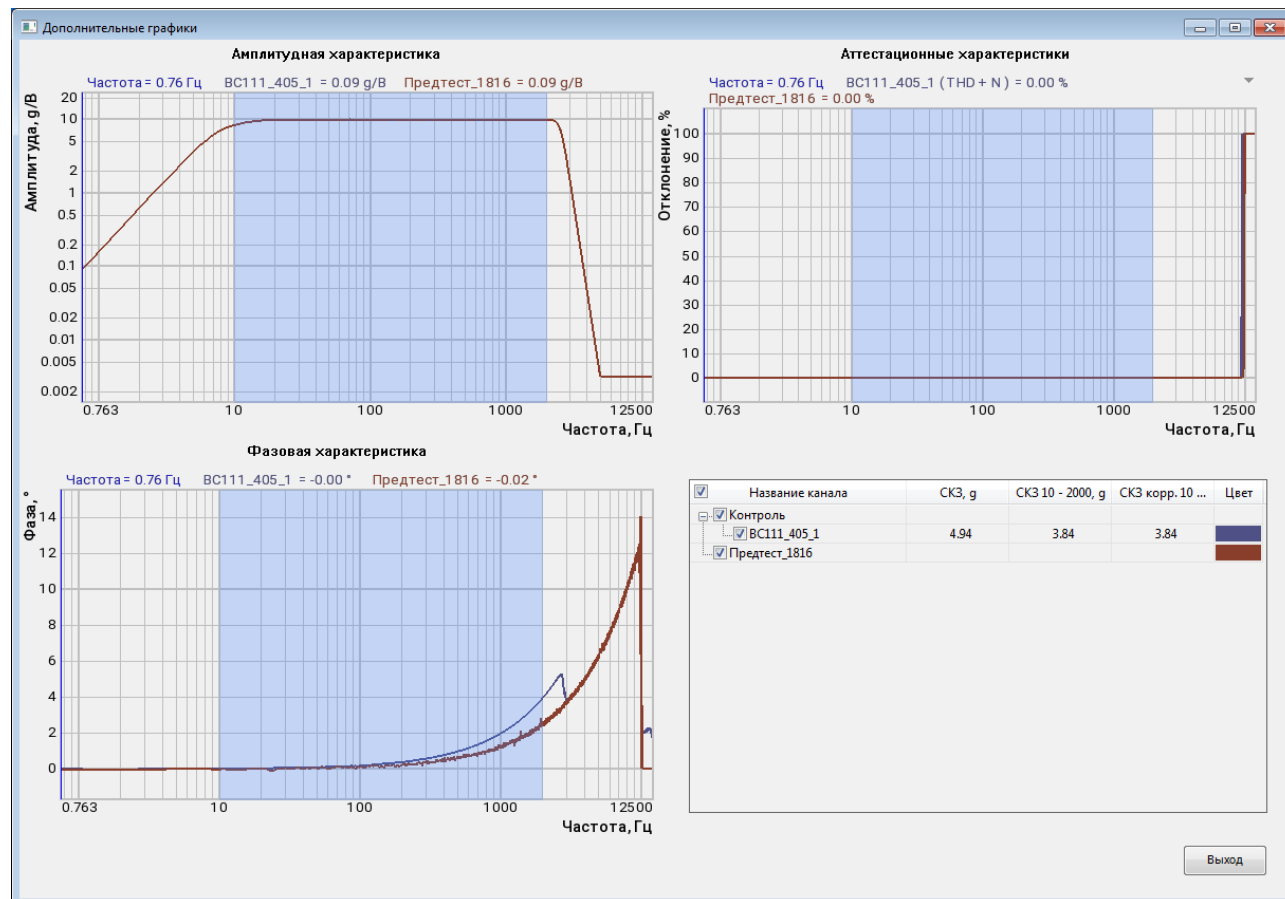 Дополнительные графики
Амплитудная характеристика
Частота = 0.76 Гц BC111_405_1 = 0.09 g/В Предтест_1816 = 0.09 g/В
Амплитуда, g/В
20
10
5
2
1
0.5
0.2
0.1
0.05
0.02
0.01
0.005
0.002
0.763 10 100 1000 12500
Частота, Гц
Аттестационные характеристики
Частота = 0.76 Гц BC111_405_1 ( THD + N ) = 0.00 %
Предтест_1816 = 0.00 %
Отклонение, %
100
90
80
70
60
50
40
30
20
10
0
0.763 10 100 1000 12500
Частота, Гц
Фазовая характеристика
Частота = 0.76 Гц BC111_405_1 = -0.00 ° Предтест_1816 = -0.02 °
Фаза, °
14
12
10
8
6
4
2
0
0.763 10 100 1000 12500
Частота, Гц
Название канала СКЗ, g СКЗ 10 - 2000, g СКЗ корр. 10 ... Цвет
Контроль
BC111_405_1 4.94 3.84 3.84
Предтест_1816
Выход